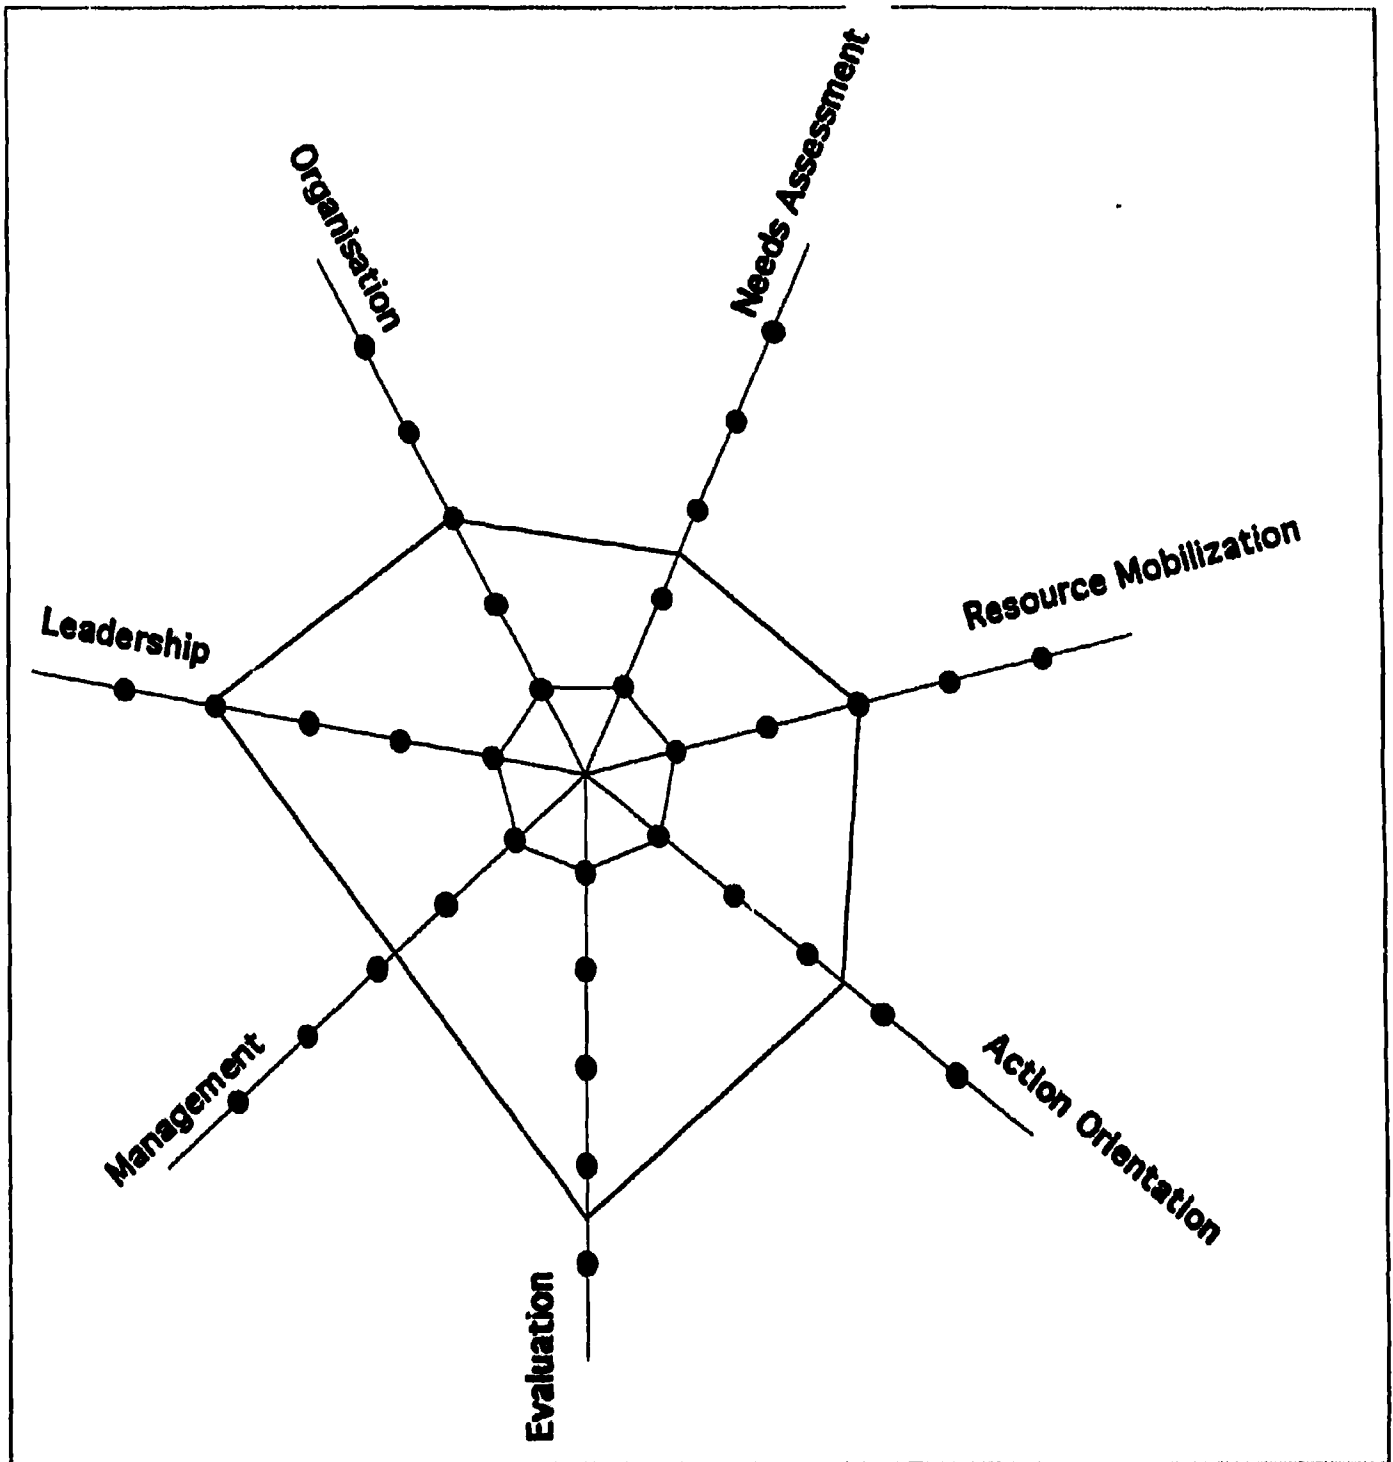 Needs Assessment
Organisation
Resource Mobilization
Leadership
Action Orientation
Management
Evaluation